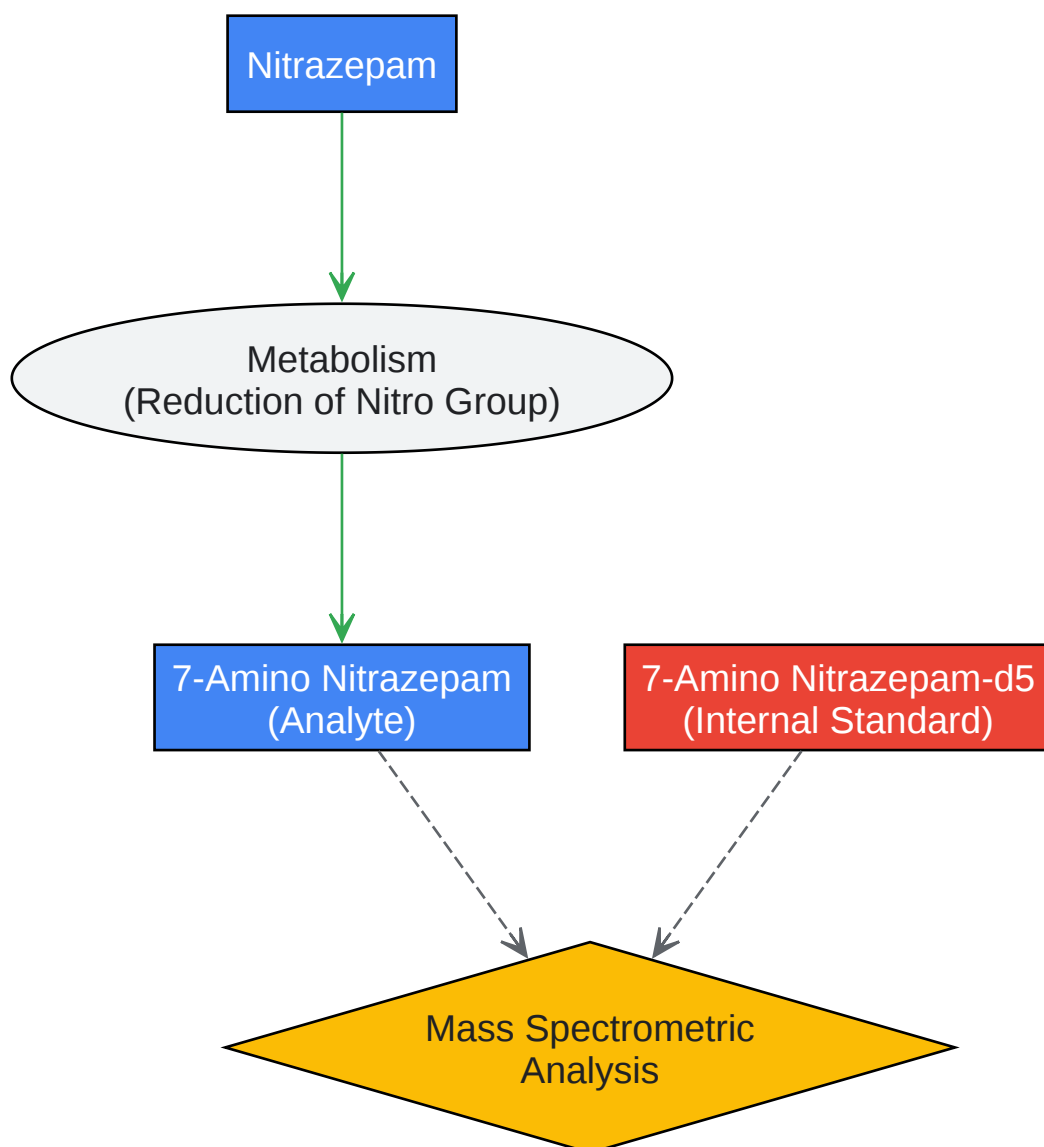 Nitrazepam
Metabolism
(Reduction of Nitro Group)
7-Amino Nitrazepam
(Analyte)
7-Amino Nitrazepam-d5
(Internal Standard)
Mass Spectrometric
Analysis